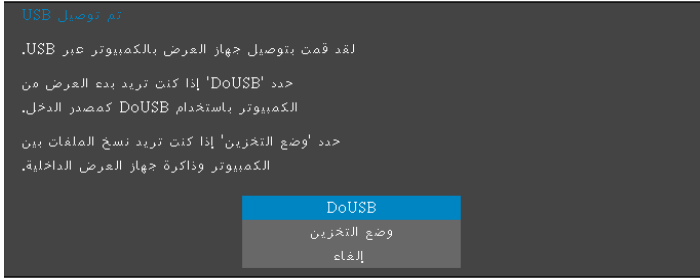 تم توصيل USB
لقد قمت بتوصيل جهاز العرض بالكمبيوتر عبر USB.
حدد 'DoUSB' إذا كنت تريد بدء العرض من
الكمبيوتر باستخدام DoUSB كمصدر الدخل.
حدد 'وضع التخزين' إذا كنت تريد نسخ الملفات بين
الكمبيوتر وذاكرة جهاز العرض الداخلية.
DoUSB
وضع التخزين
إلغاء